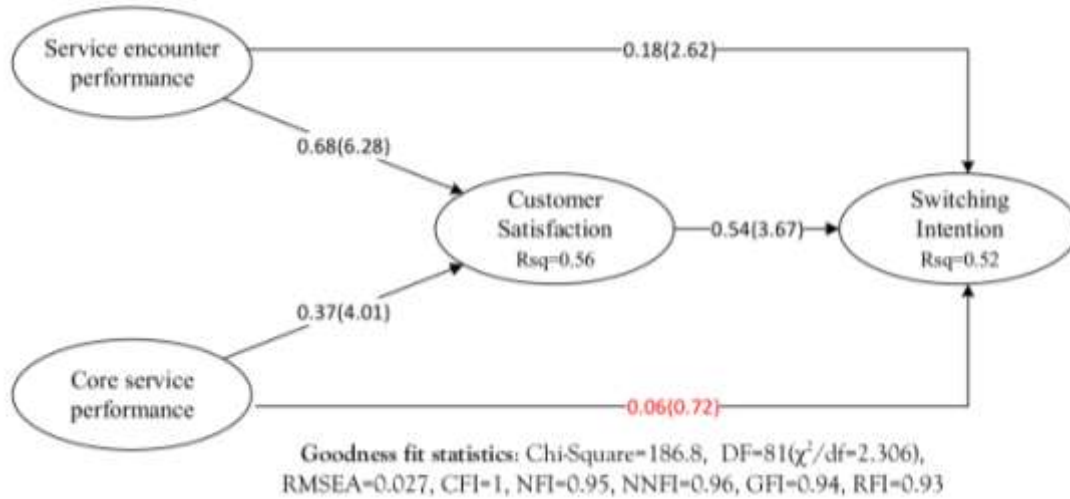 Service encounter
performance
0.18(2.62)
0.68(6.28)
Customer
Satisfaction
Rsq=0.56
0.54(3.67)
Switching
Intention
Rsq=0.52
0.37(4.01)
Core service
performance
0.06(0.72)
Goodness fit statistics: Chi-Square=186.8, DF=81(χ²/df=2.306),
RMSEA=0.027, CFI=1, NFI=0.95, NNFI=0.96, GFI=0.94, RFI=0.93